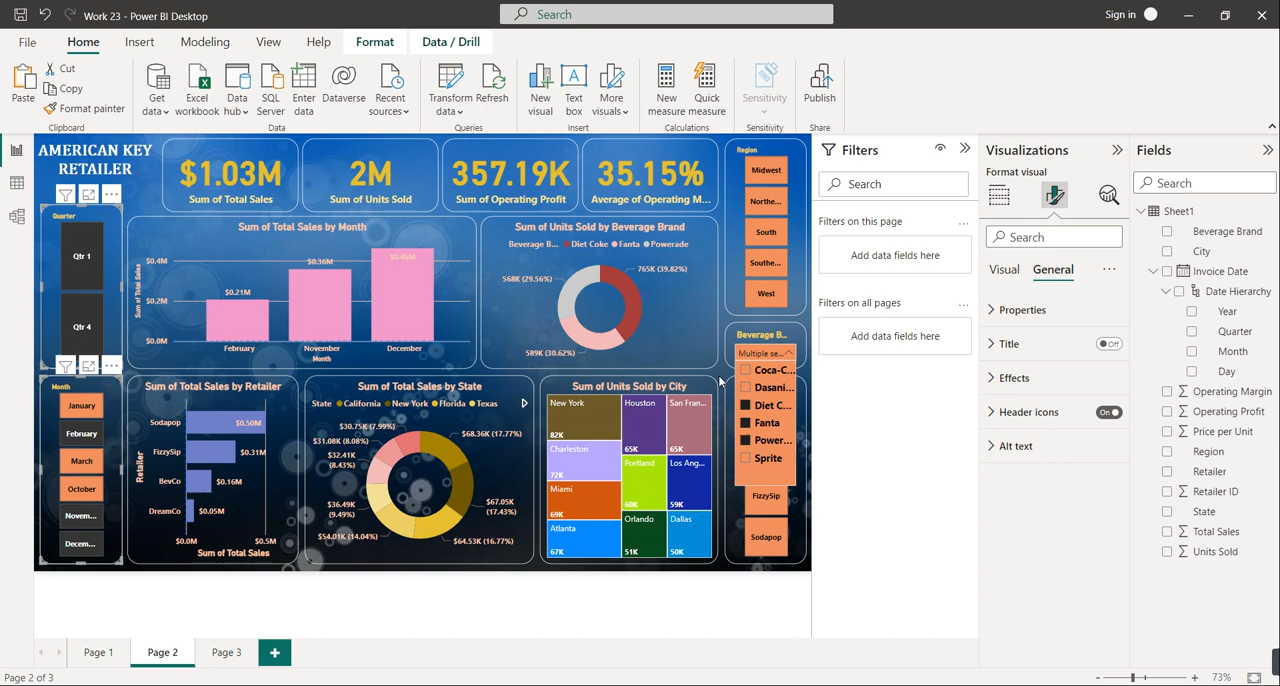 Work 23 - Power BI Desktop
Search
Sign in
File
Home
Insert
Modeling
View
Help
Format
Data / Drill
Paste
Cut
Copy
Format painter
Clipboard
Get data
Excel workbook
Data hub
SQL Server
Enter data
Dataverse
Recent sources
Data
Transform data
Refresh
Queries
New visual
Text box
More visuals
Insert
New measure
Quick measure
Calculations
Sensitivity
Sensitivity
Publish
Share
AMERICAN KEY
RETAILER
$1.03M
Sum of Total Sales
2M
Sum of Units Sold
357.19K
Sum of Operating Profit
35.15%
Average of Operating M...
Region
Midwest
Northe...
South
Southe...
West
Quarter
Qtr 1
Qtr 4
Sum of Total Sales by Month
Sum of Total Sales
$0.4M
$0.2M
$0.0M
$0.21M
$0.36M
$0.46M
February
November
December
Month
Sum of Units Sold by Beverage Brand
Beverage B... Diet Coke Fanta Powerade
568K (29.56%)
765K (39.82%)
589K (30.62%)
Beverage B...
Multiple se...
Coca-C...
Dasani...
Diet C...
Fanta
Power...
Sprite
FizzySip
Sodapop
Month
January
February
March
October
Novem...
Decem...
Sum of Total Sales by Retailer
Retailer
Sodapop
$0.50M
FizzySip
$0.31M
BevCo
$0.16M
DreamCo
$0.05M
$0.0M
$0.5M
Sum of Total Sales
Sum of Total Sales by State
State California New York Florida Texas
$30.75K (7.99%)
$31.08K (8.08%)
$32.41K
(8.43%)
$36.49K
(9.49%)
$54.01K (14.04%)
$68.36K (17.77%)
$67.05K
(17.43%)
$64.53K (16.77%)
Sum of Units Sold by City
New York
82K
Charleston
72K
Miami
69K
Atlanta
67K
Houston
65K
San Fran...
65K
Portland
60K
Los Ang...
59K
Orlando
51K
Dallas
50K
Filters
Search
Filters on this page
Add data fields here
Filters on all pages
Add data fields here
Visualizations
Format visual
Search
Visual
General
Properties
Title
Off
Effects
Header icons
On
Alt text
Fields
Search
Sheet1
Beverage Brand
City
Invoice Date
Date Hierarchy
Year
Quarter
Month
Day
Operating Margin
Operating Profit
Price per Unit
Region
Retailer
Retailer ID
State
Total Sales
Units Sold
Page 1
Page 2
Page 3
Page 2 of 3
73%